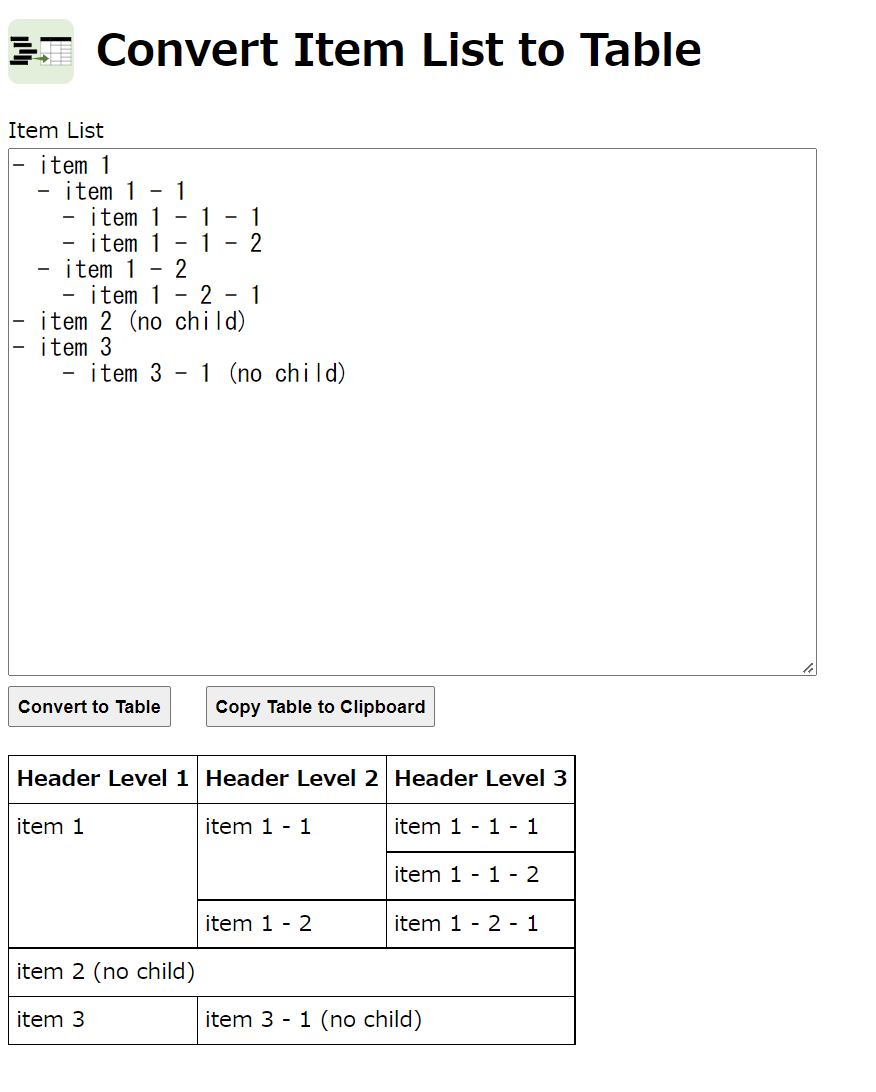 Convert Item List to Table
Item List
- item 1
  - item 1 - 1
    - item 1 - 1 - 1
    - item 1 - 1 - 2
  - item 1 - 2
    - item 1 - 2 - 1
- item 2 (no child)
- item 3
    - item 3 - 1 (no child)
Convert to Table Copy Table to Clipboard
Header Level 1 Header Level 2 Header Level 3
item 1 item 1 - 1 item 1 - 1 - 1
item 1 - 1 - 2
item 1 - 2 item 1 - 2 - 1
item 2 (no child)
item 3 item 3 - 1 (no child)